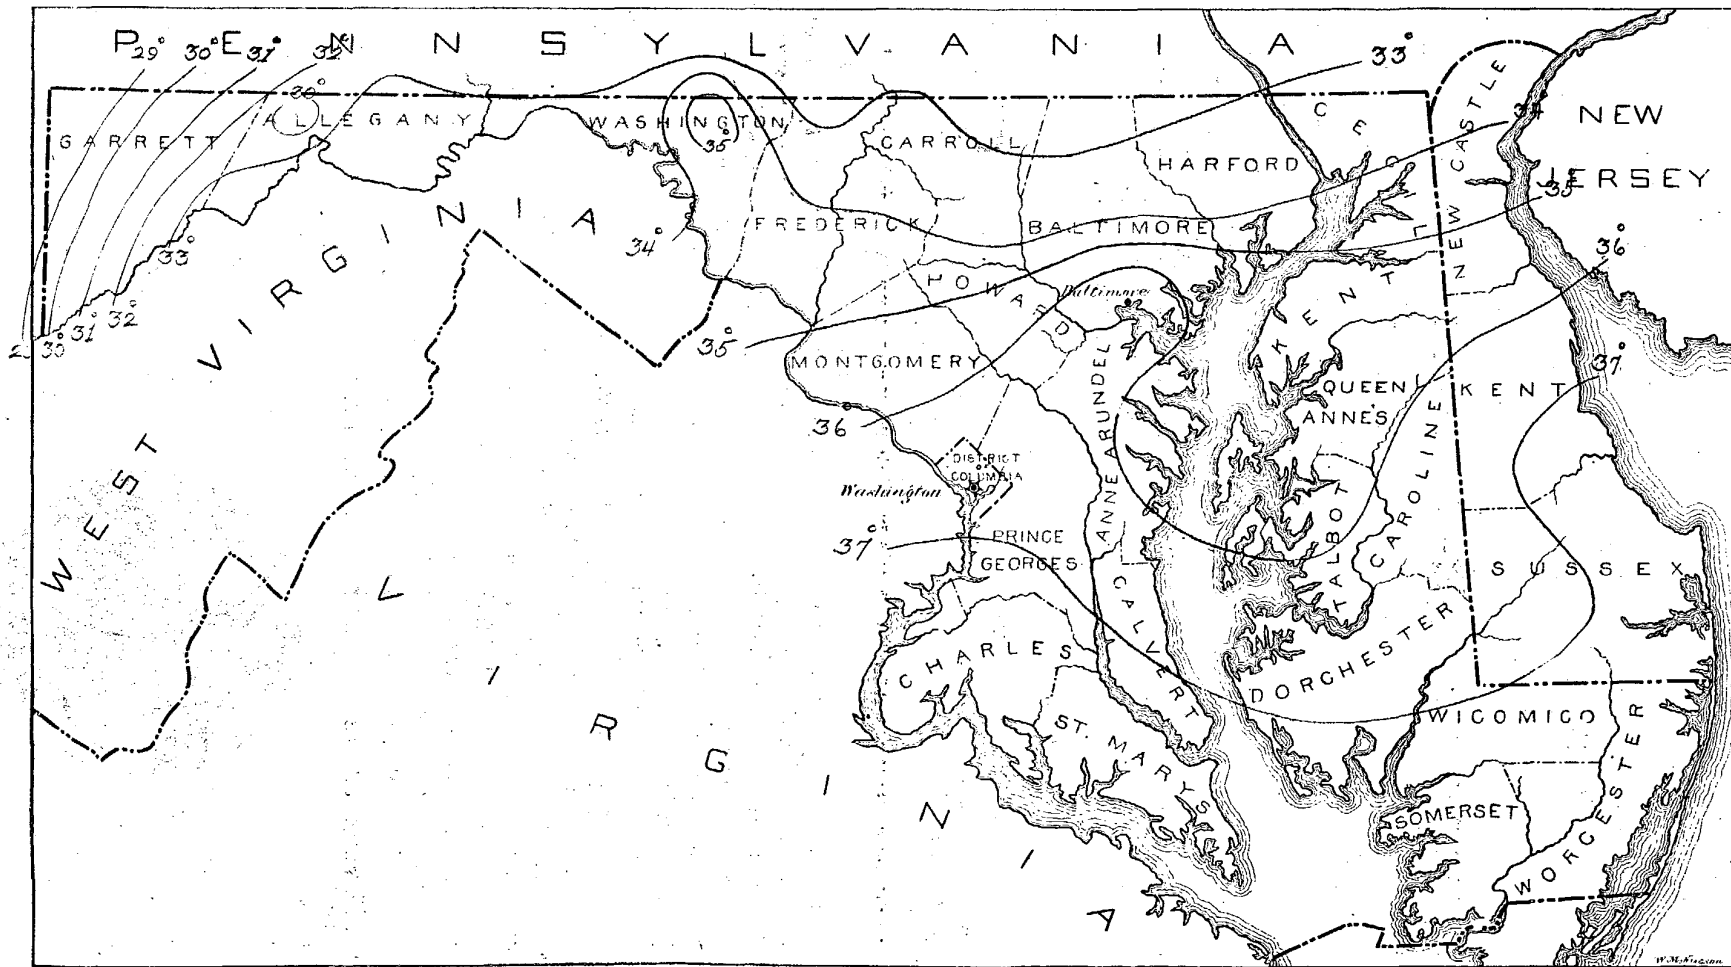 PENNSYLVANIA
29° 30° 31° 32°
33°
30°
GARRETT
ALLEGANY
WASHINGTON
35°
CARROLL
HARFORD
CECIL
NEW CASTLE
34°
NEW
JERSEY
35°
FREDERICK
BALTIMORE
34°
33°
36°
WEST VIRGINIA
HOWARD
Baltimore
KENT
32°
31°
30°
35°
MONTGOMERY
37°
QUEEN
ANNE'S
KENT
36°
ANNE ARUNDEL
CAROLINE
DISTRICT
COLUMBIA
Washington
TALBOT
37°
PRINCE
GEORGES
SUSSEX
CALVERT
CHARLES
DORCHESTER
ST. MARYS
WICOMICO
VIRGINIA
SOMERSET
WORCESTER